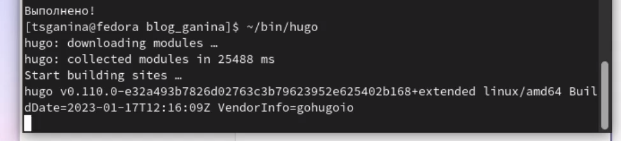 Выполнено!
[tsganina@fedora blog_ganina]$ ~/bin/hugo
hugo: downloading modules …
hugo: collected modules in 25488 ms
Start building sites …
hugo v0.110.0-e32a493b7826d02763c3b79623952e625402b168+extended linux/amd64 Buil
dDate=2023-01-17T12:16:09Z VendorInfo=gohugoio